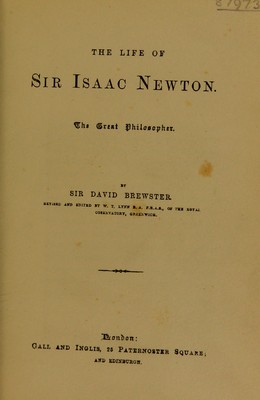 THE LIFE OF
SIR ISAAC NEWTON.
The Great Philosopher.
BY
SIR DAVID BREWSTER.
REVISED AND EDITED BY W. T. LYNN B.A. F.R.A.S., OF THE ROYAL
OBSERVATORY, GREENWICH.
London:
GALL AND INGLIS, 25 PATERNOSTER SQUARE;
AND EDINBURGH.